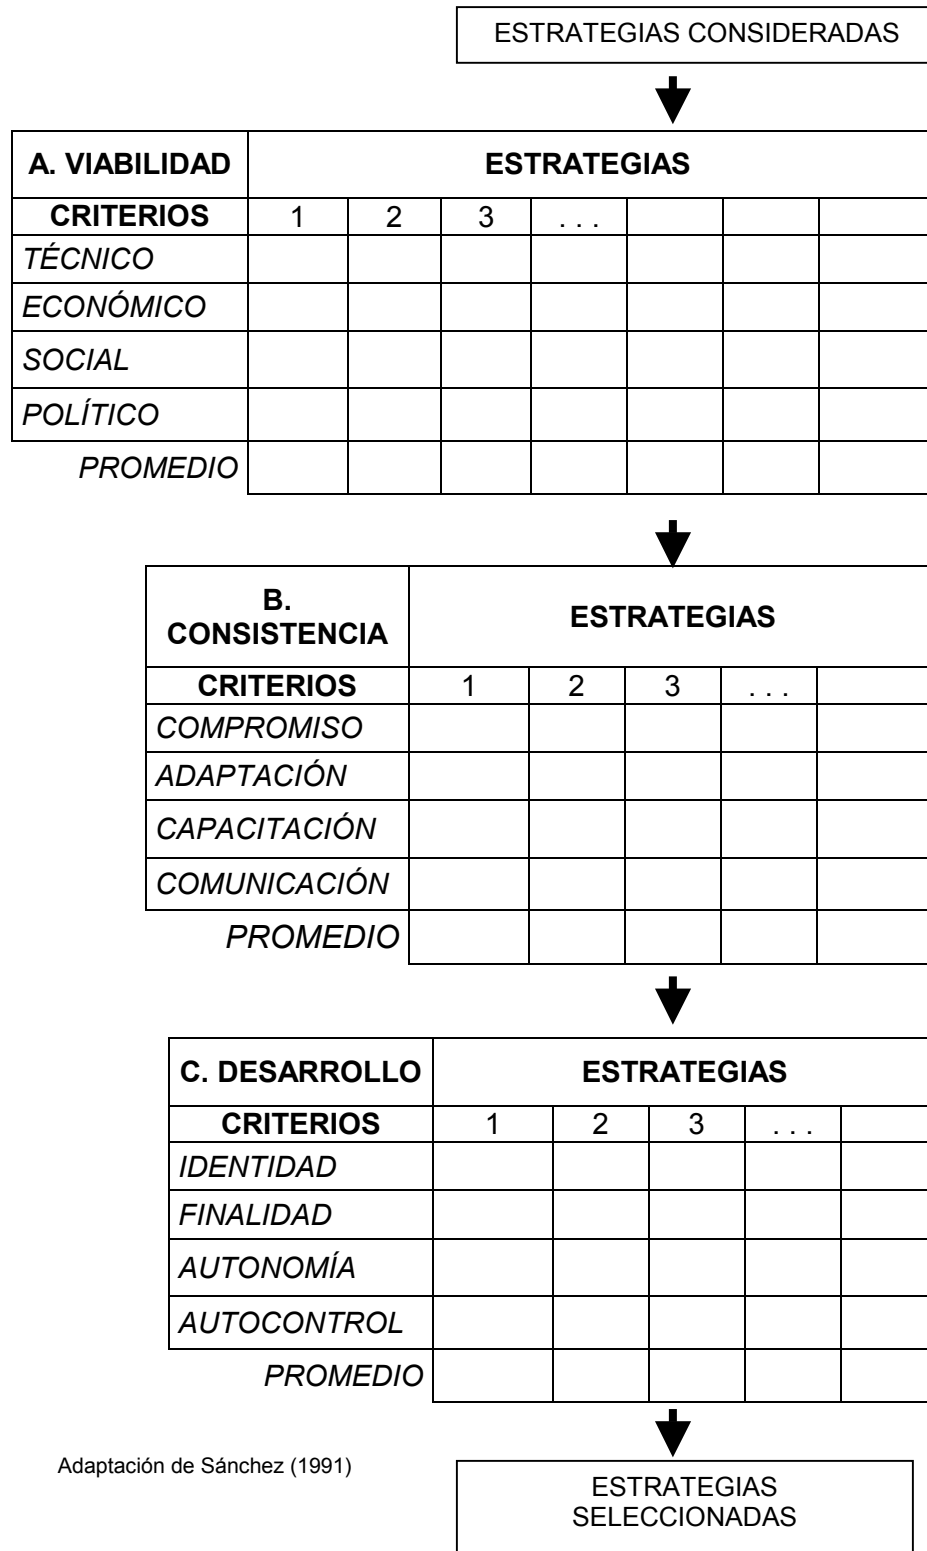 ESTRATEGIAS CONSIDERADAS
A. VIABILIDAD ESTRATEGIAS
CRITERIOS 1 2 3 . . .
TÉCNICO
ECONÓMICO
SOCIAL
POLÍTICO
PROMEDIO
B.
CONSISTENCIA
ESTRATEGIAS
CRITERIOS 1 2 3 . . .
COMPROMISO
ADAPTACIÓN
CAPACITACIÓN
COMUNICACIÓN
PROMEDIO
C. DESARROLLO ESTRATEGIAS
CRITERIOS 1 2 3 . . .
IDENTIDAD
FINALIDAD
AUTONOMÍA
AUTOCONTROL
PROMEDIO
Adaptación de Sánchez (1991)
ESTRATEGIAS
SELECCIONADAS